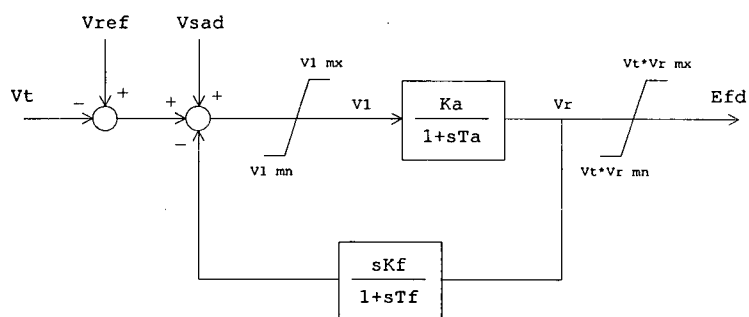 Vref
Vsad
Vt
−
+
+
+
−
V1 mx
V1 mn
V1
Ka
1+sTa
Vr
Vt*Vr mx
Vt*Vr mn
Efd
sKf
1+sTf